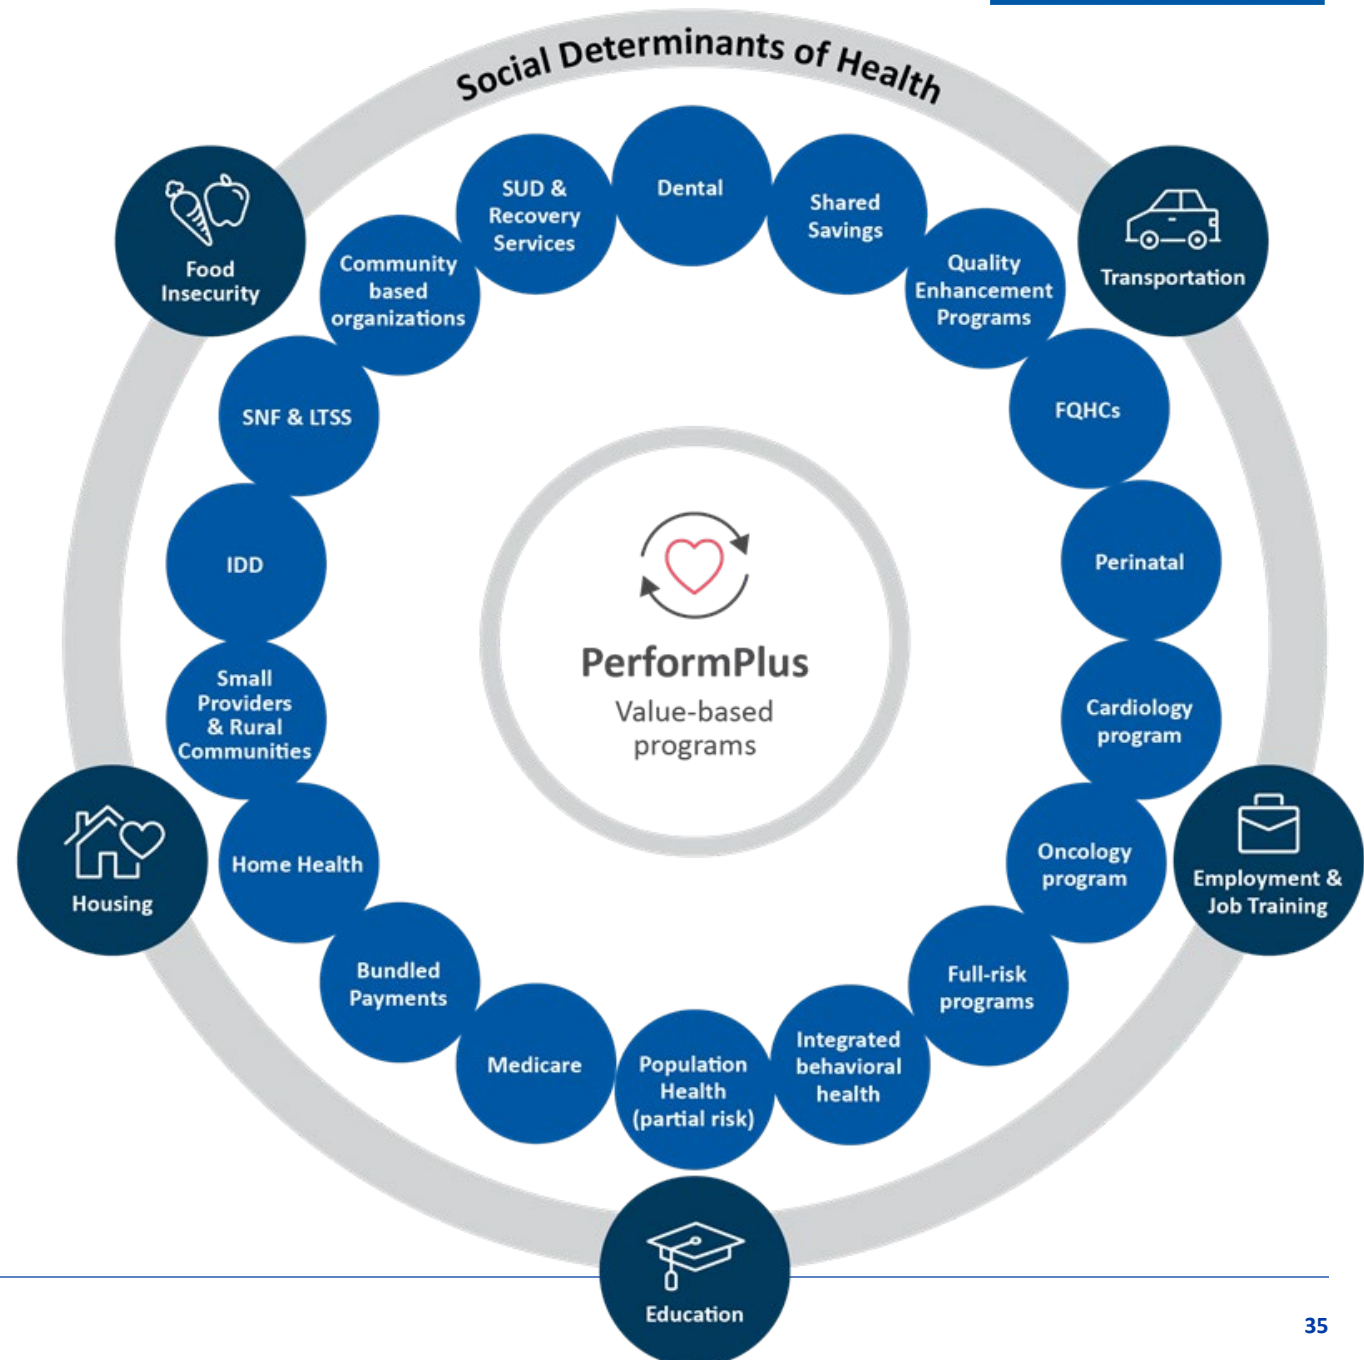 Social Determinants of Health
Food
Insecurity
Transportation
Employment &
Job Training
Education
Housing
Dental
Shared
Savings
Quality
Enhancement
Programs
FQHCs
Perinatal
Cardiology
program
Oncology
program
Full-risk
programs
Integrated
behavioral
health
Population
Health
(partial risk)
Medicare
Bundled
Payments
Home Health
Small
Providers
& Rural
Communities
IDD
SNF & LTSS
Community
based
organizations
SUD &
Recovery
Services
PerformPlus
Value-based
programs
35